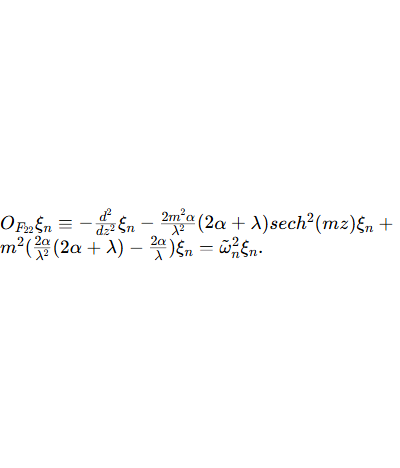 $O_{F_{22}}\xi_n \equiv -\frac{d^2}{dz^2}\xi_n - \frac{2m^2\alpha}{\lambda^2}(2\alpha + \lambda)sech^2(mz)\xi_n +$
$m^2(\frac{2\alpha}{\lambda^2}(2\alpha + \lambda) - \frac{2\alpha}{\lambda})\xi_n = \tilde{\omega}_n^2\xi_n.$